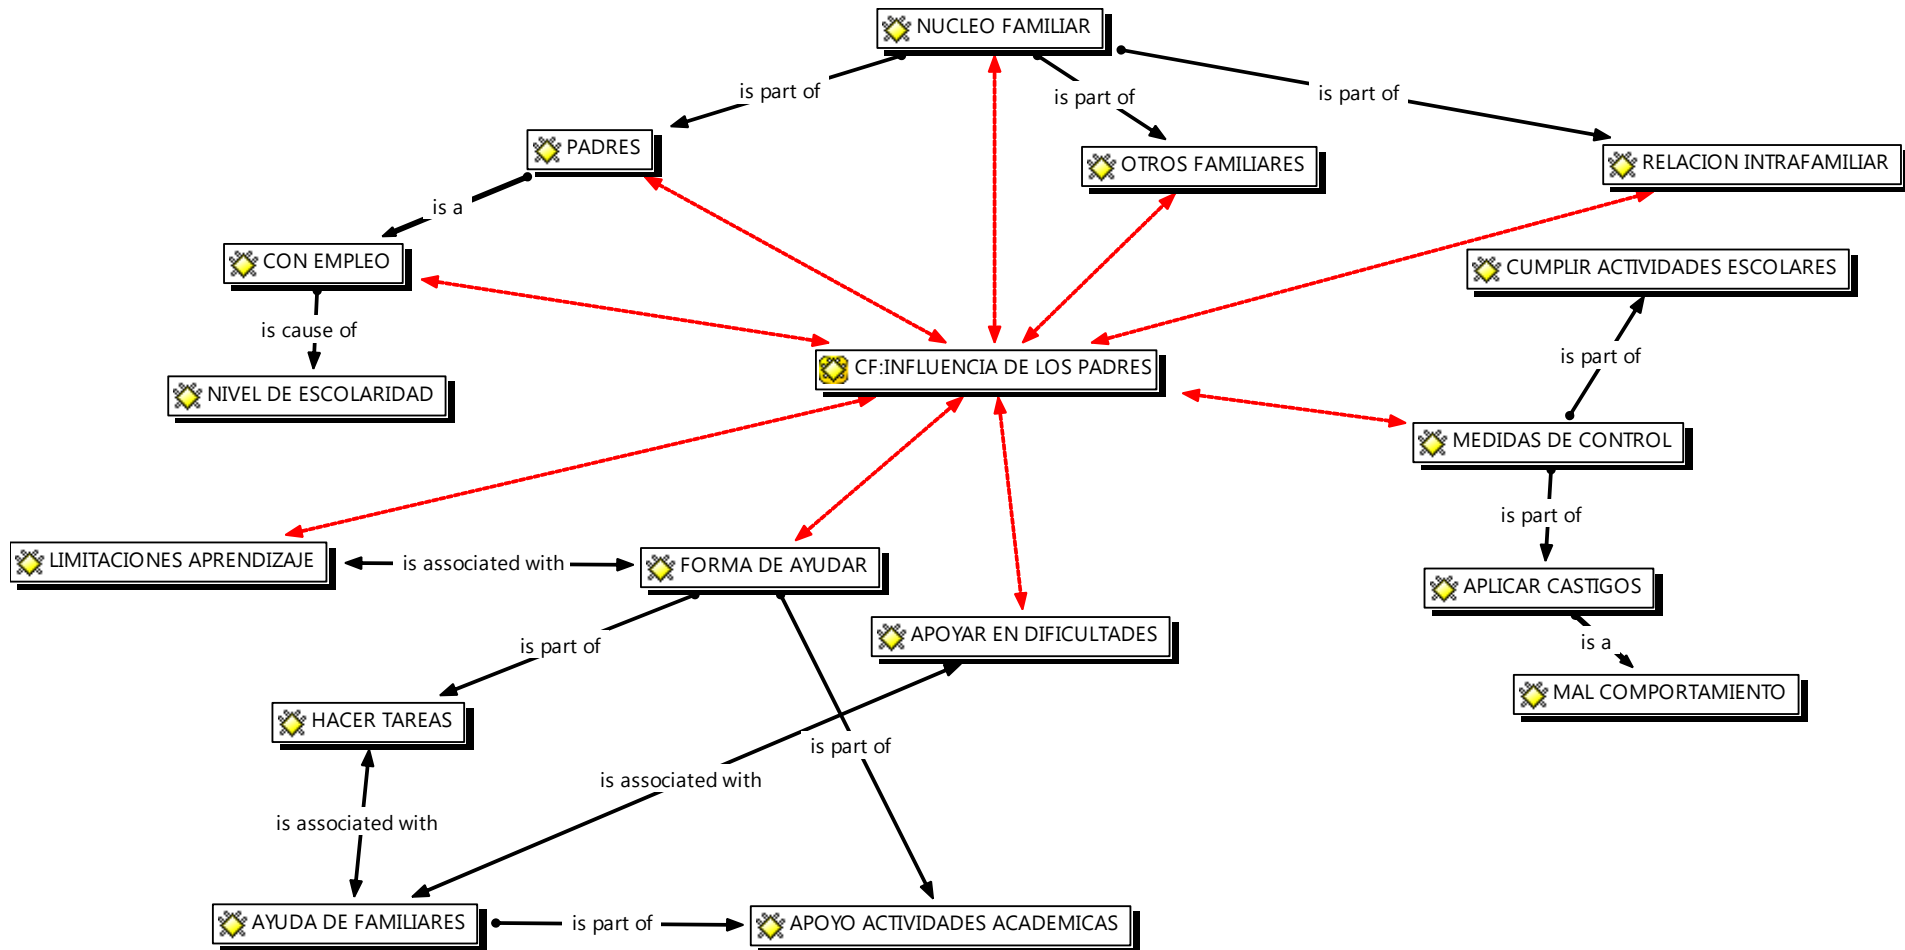 NUCLEO FAMILIAR
is part of
is part of
is part of
PADRES
OTROS FAMILIARES
RELACION INTRAFAMILIAR
is a
CON EMPLEO
CUMPLIR ACTIVIDADES ESCOLARES
is cause of
is part of
CF:INFLUENCIA DE LOS PADRES
NIVEL DE ESCOLARIDAD
MEDIDAS DE CONTROL
is part of
LIMITACIONES APRENDIZAJE
is associated with
FORMA DE AYUDAR
APLICAR CASTIGOS
APOYAR EN DIFICULTADES
is part of
is a
MAL COMPORTAMIENTO
HACER TAREAS
is part of
is associated with
is associated with
AYUDA DE FAMILIARES
is part of
APOYO ACTIVIDADES ACADEMICAS